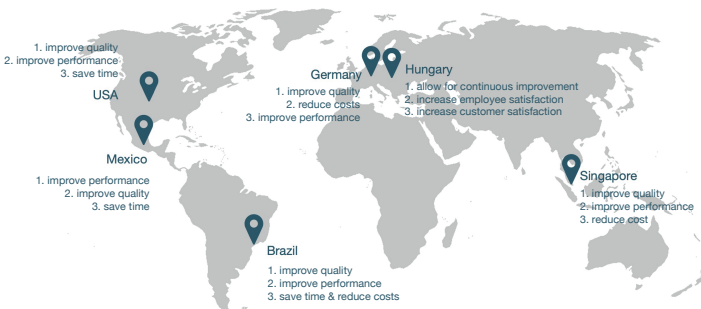 1. improve quality
2. improve performance
3. save time
USA
Mexico
1. improve performance
2. improve quality
3. save time
Brazil
1. improve quality
2. improve performance
3. save time & reduce costs
Germany
1. improve quality
2. reduce costs
3. improve performance
Hungary
1. allow for continuous improvement
2. increase employee satisfaction
3. increase customer satisfaction
Singapore
1. improve quality
2. improve performance
3. reduce cost